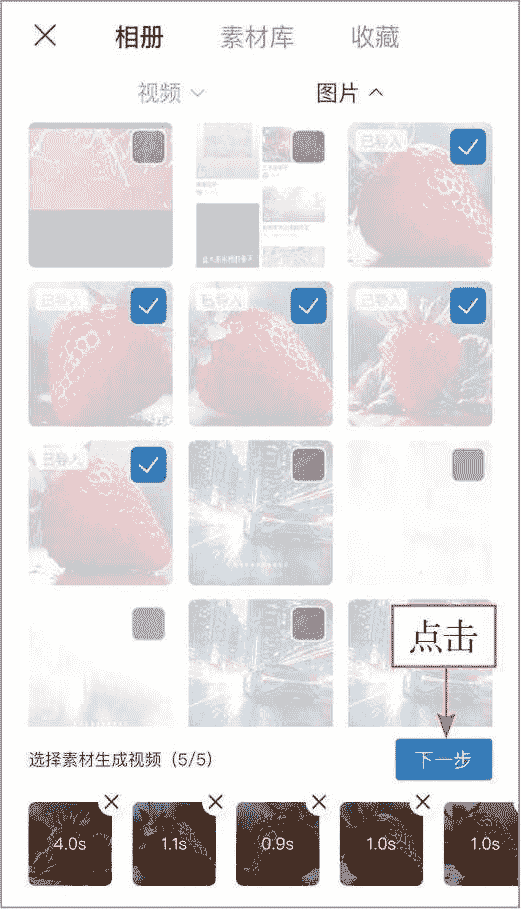 相册 素材库 收藏
视频 图片
已导入
已导入 已导入 已导入
已导入
点击
选择素材生成视频（5/5） 下一步
4.0s 1.1s 0.9s 1.0s 1.0s